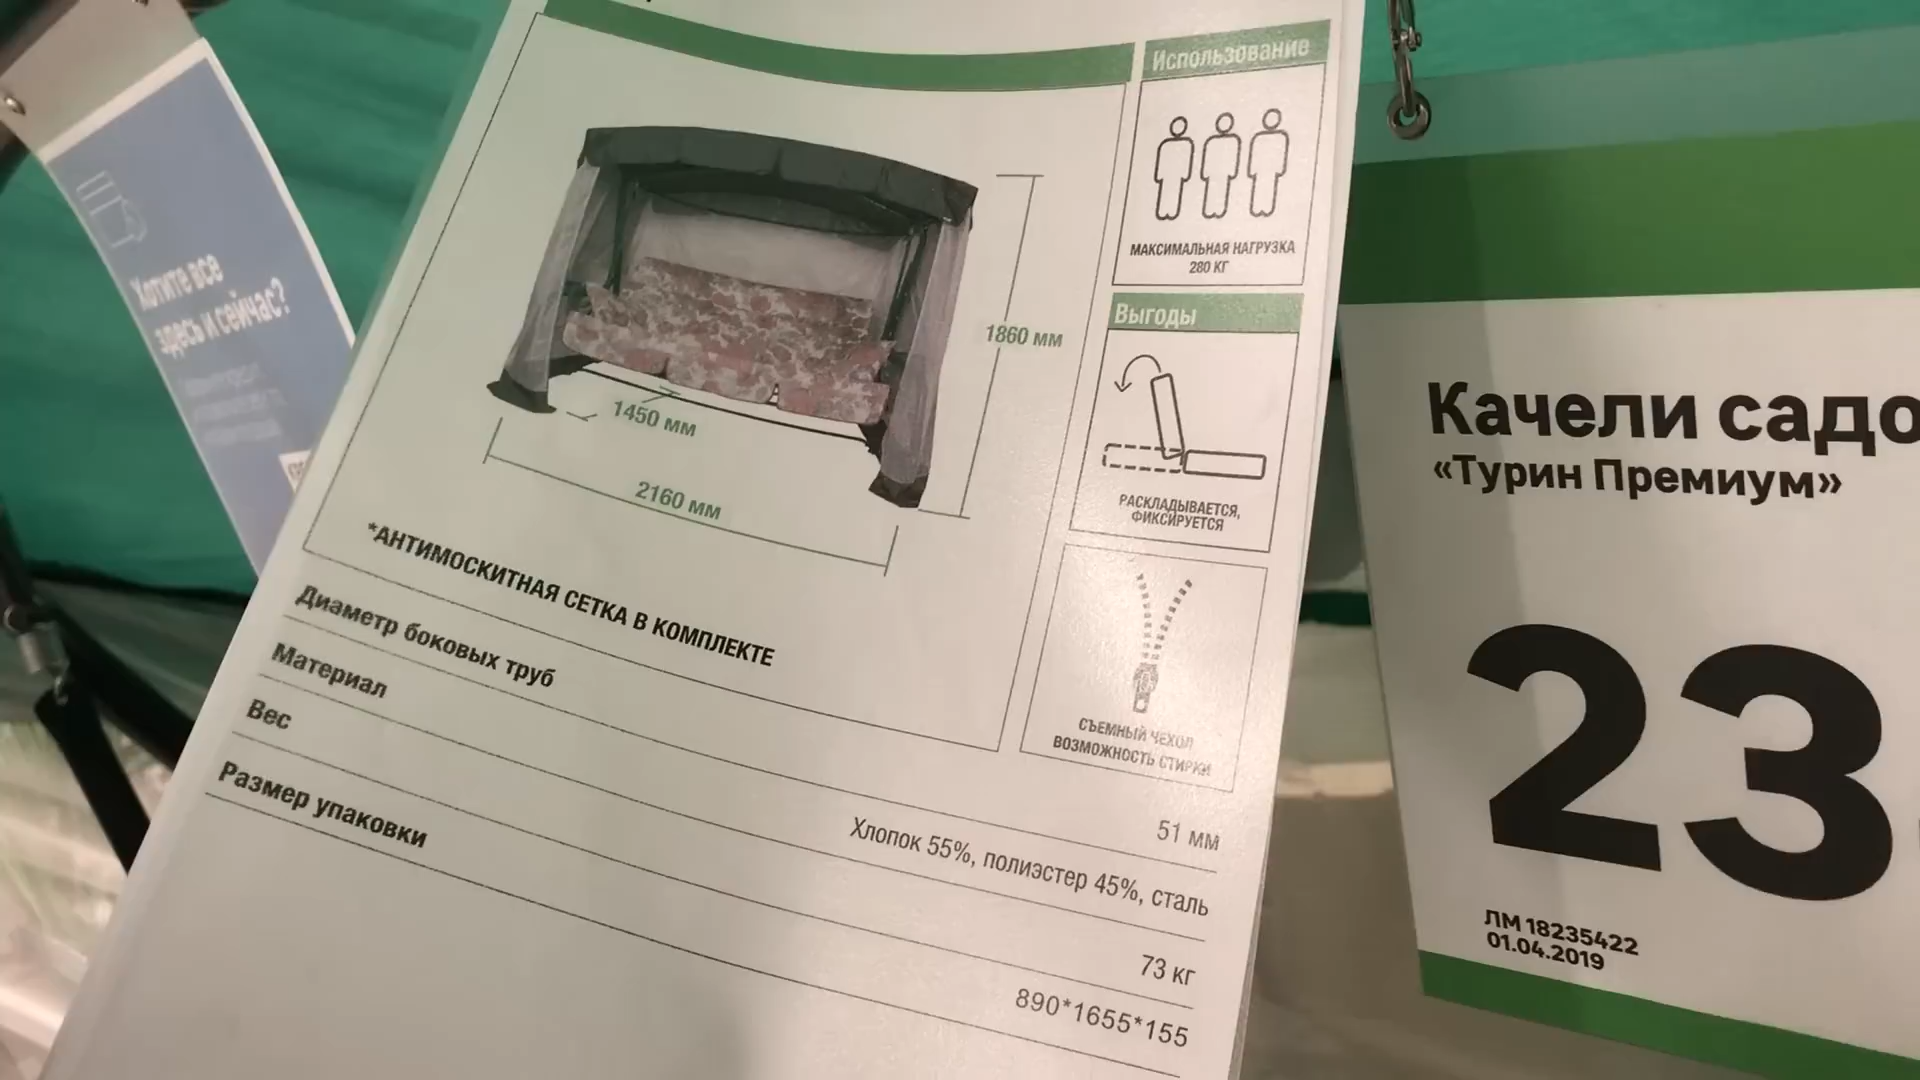 Хотите все
здесь и сейчас?
Использование
МАКСИМАЛЬНАЯ НАГРУЗКА
280 КГ
Выгоды
РАСКЛАДЫВАЕТСЯ,
ФИКСИРУЕТСЯ
СЪЕМНЫЙ ЧЕХОЛ
ВОЗМОЖНОСТЬ СТИРКИ
1860 мм
1450 мм
2160 мм
*АНТИМОСКИТНАЯ СЕТКА В КОМПЛЕКТЕ
Диаметр боковых труб
51 мм
Материал
Хлопок 55%, полиэстер 45%, сталь
Вес
73 кг
Размер упаковки
890*1655*155
Качели садо
«Турин Премиум»
23
ЛМ 18235422
01.04.2019